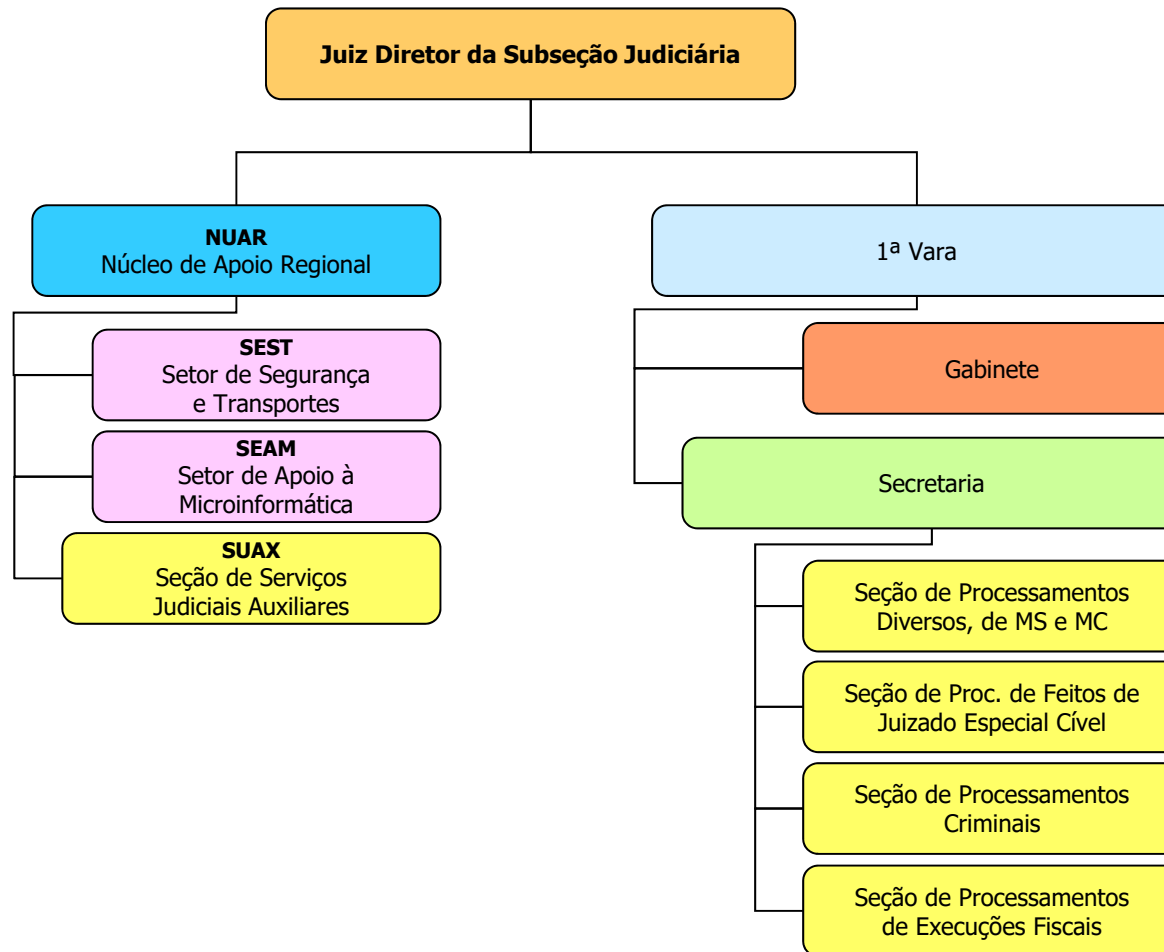 Juiz Diretor da Subseção Judiciária
NUAR
Núcleo de Apoio Regional
SEST
Setor de Segurança
e Transportes
SEAM
Setor de Apoio à
Microinformática
SUAX
Seção de Serviços
Judiciais Auxiliares
1ª Vara
Gabinete
Secretaria
Seção de Processamentos
Diversos, de MS e MC
Seção de Proc. de Feitos de
Juizado Especial Cível
Seção de Processamentos
Criminais
Seção de Processamentos
de Execuções Fiscais